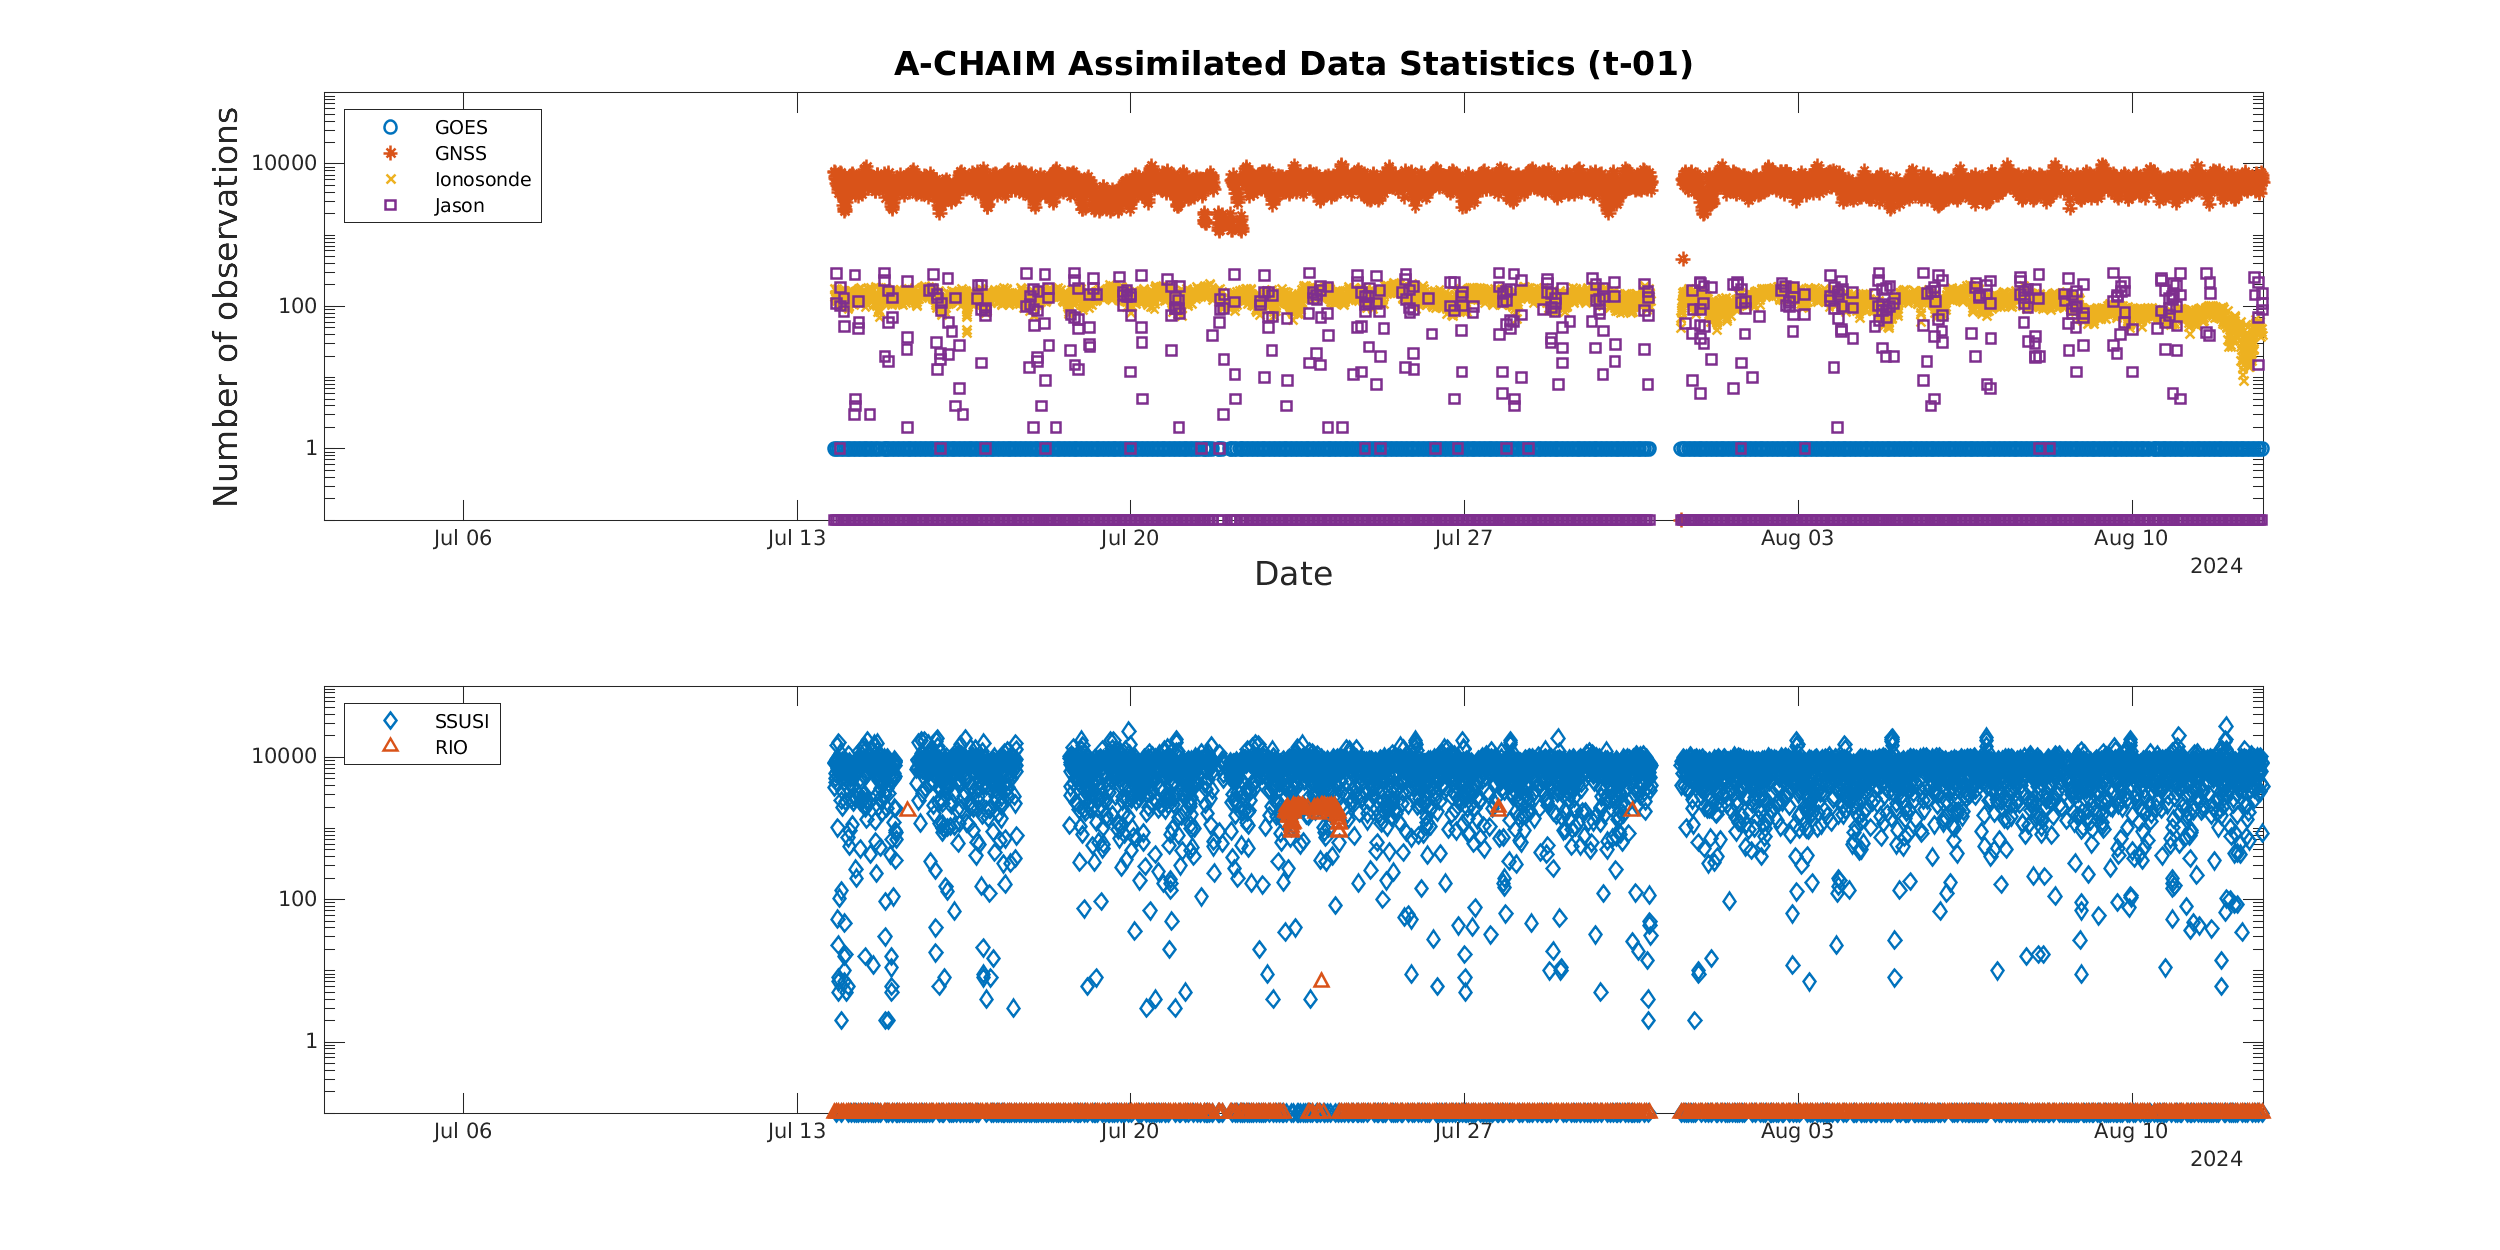 A-CHAIM Assimilated Data Statistics (t-01)
Number of observations
10000
100
1
GOES
GNSS
Ionosonde
Jason
Jul 06
Jul 13
Jul 20
Jul 27
Aug 03
Aug 10
2024
Date
10000
100
1
SSUSI
RIO
Jul 06
Jul 13
Jul 20
Jul 27
Aug 03
Aug 10
2024